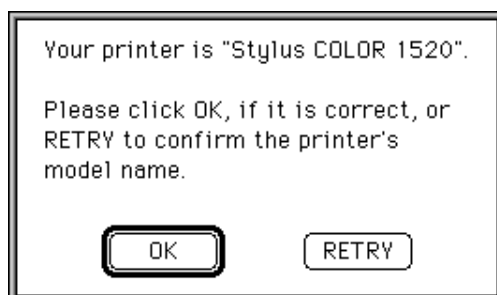 Your printer is "Stylus COLOR 1520".
Please click OK, if it is correct, or
RETRY to confirm the printer's
model name.
OK RETRY